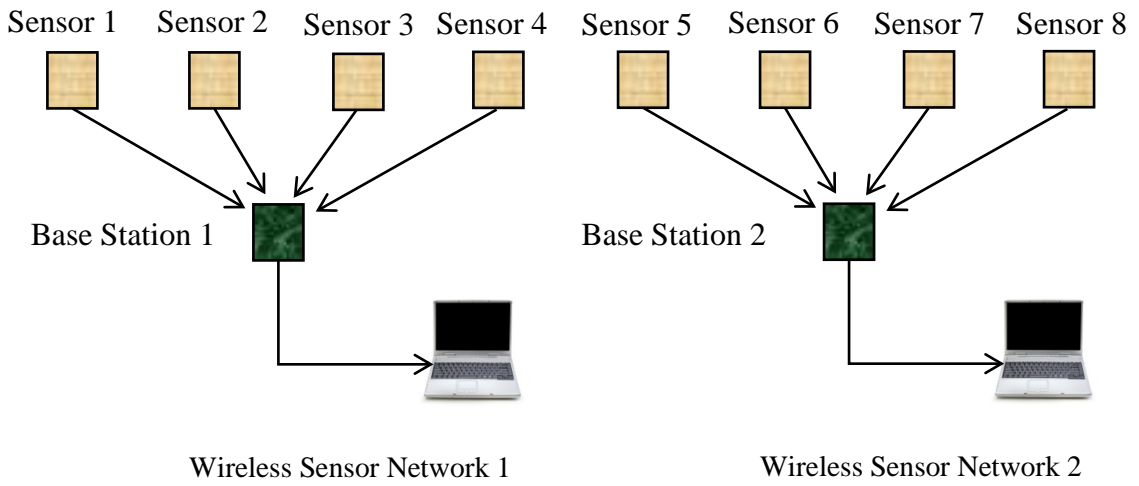 Sensor 1
Sensor 2
Sensor 3
Sensor 4
Sensor 5
Sensor 6
Sensor 7
Sensor 8
Base Station 1
Base Station 2
Wireless Sensor Network 1
Wireless Sensor Network 2